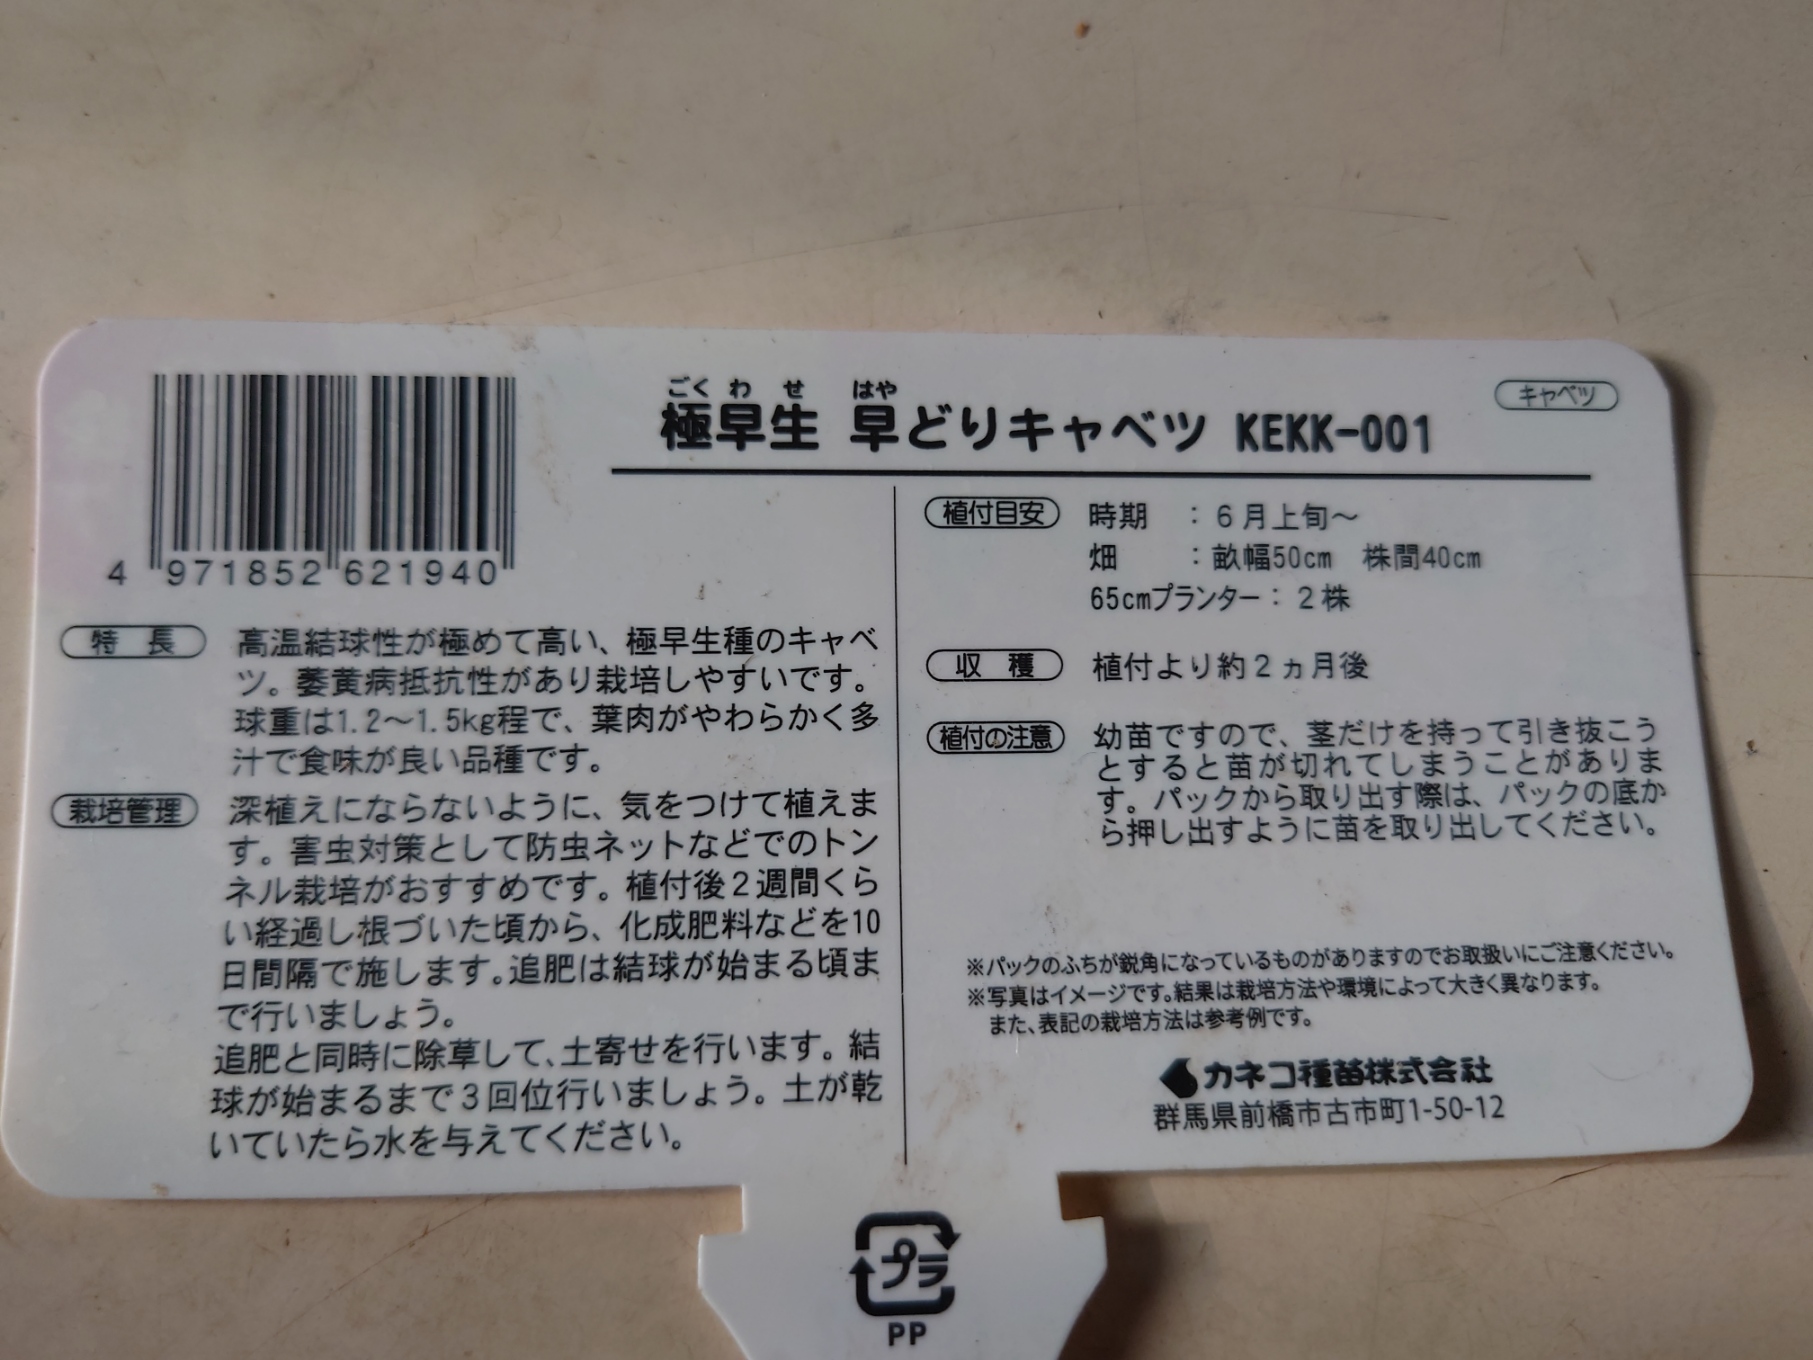 キャベツ
ごくわせ はや
極早生 早どりキャベツ KEKK-001
4 971852 621940
特長 高温結球性が極めて高い、極早生種のキャベ
ツ。萎黄病抵抗性があり栽培しやすいです。
球重は1.2～1.5kg程で、葉肉がやわらかく多
汁で食味が良い品種です。
栽培管理 深植えにならないように、気をつけて植えま
す。害虫対策として防虫ネットなどでのトン
ネル栽培がおすすめです。植付後2週間くら
い経過し根づいた頃から、化成肥料などを10
日間隔で施します。追肥は結球が始まる頃ま
で行いましょう。
追肥と同時に除草して、土寄せを行います。結
球が始まるまで3回位行いましょう。土が乾
いていたら水を与えてください。
植付目安 時期 ：6月上旬～
畑 ：畝幅50cm 株間40cm
65cmプランター：2株
収穫 植付より約2ヵ月後
植付の注意 幼苗ですので、茎だけを持って引き抜こう
とすると苗が切れてしまうことがありま
す。パックから取り出す際は、パックの底か
ら押し出すように苗を取り出してください。
※パックのふちが鋭角になっているものがありますのでお取扱いにご注意ください。
※写真はイメージです。結果は栽培方法や環境によって大きく異なります。
また、表記の栽培方法は参考例です。
カネコ種苗株式会社
群馬県前橋市古市町1-50-12
プラ
PP